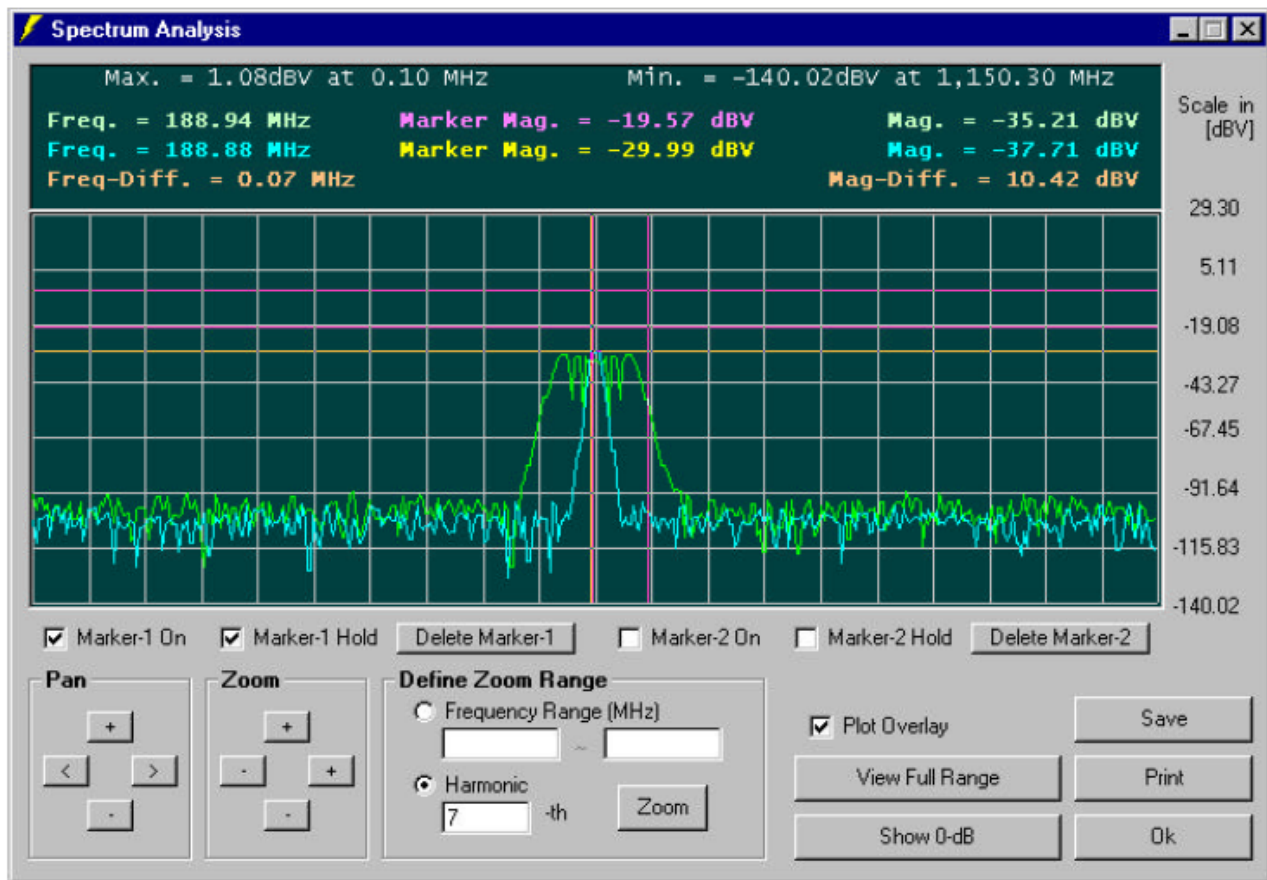 Spectrum Analysis
Max. = 1.08dBV at 0.10 MHz Min. = -140.02dBV at 1,150.30 MHz
Freq. = 188.94 MHz Marker Mag. = -19.57 dBV Mag. = -35.21 dBV
Freq. = 188.88 MHz Marker Mag. = -29.99 dBV Mag. = -37.71 dBV
Freq-Diff. = 0.07 MHz Mag-Diff. = 10.42 dBV
Scale in
[dBV]
29.30
5.11
-19.08
-43.27
-67.45
-91.64
-115.83
-140.02
Marker-1 On Marker-1 Hold Delete Marker-1 Marker-2 On Marker-2 Hold Delete Marker-2
Pan
+
< >
-
Zoom
+
- +
-
Define Zoom Range
Frequency Range (MHz)
~
Harmonic
7 -th Zoom
Plot Overlay
View Full Range
Show 0-dB
Save
Print
Ok